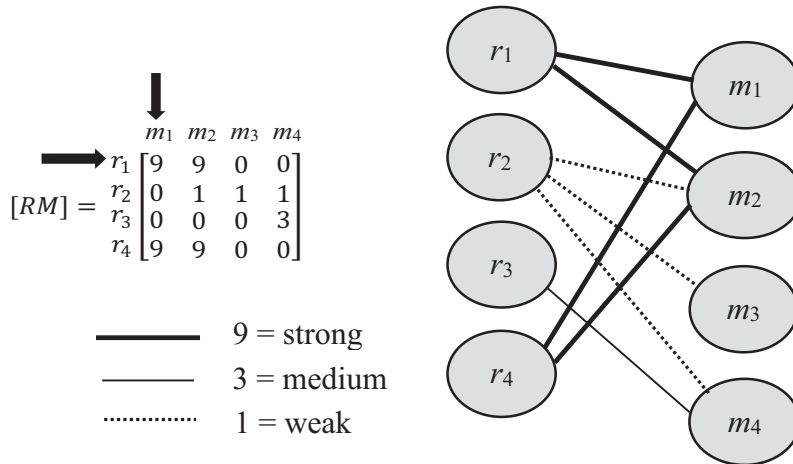 m1 m2 m3 m4
r1 [9 9 0 0]
[RM] = r2 [0 1 1 1]
r3 [0 0 0 3]
r4 [9 9 0 0]
9 = strong
3 = medium
1 = weak
r1
r2
r3
r4
m1
m2
m3
m4